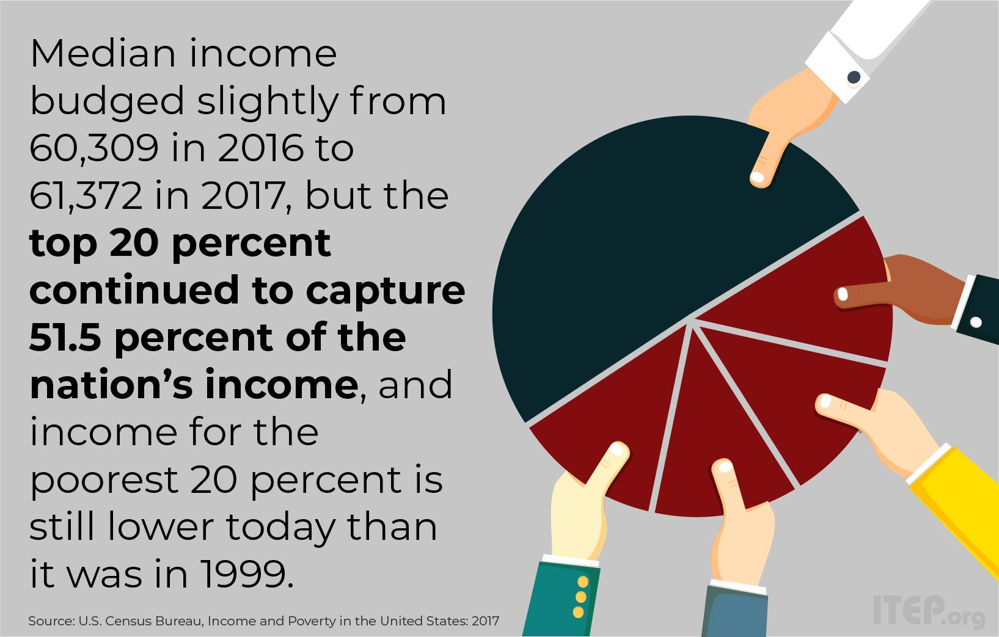 Median income
budged slightly from
60,309 in 2016 to
61,372 in 2017, but the
top 20 percent
continued to capture
51.5 percent of the
nation’s income, and
income for the
poorest 20 percent is
still lower today than
it was in 1999.
Source: U.S. Census Bureau, Income and Poverty in the United States: 2017
ITEP.org